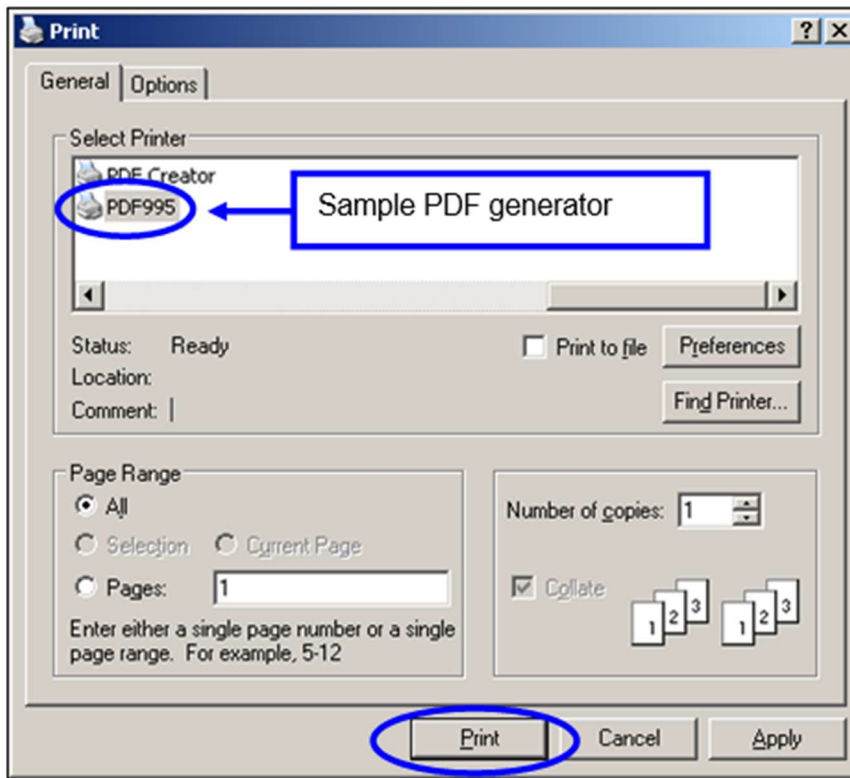 Print
General Options
Select Printer
PDF Creator
PDF995
Sample PDF generator
Status: Ready
Print to file
Preferences
Location:
Comment:
Find Printer...
Page Range
All
Selection Current Page
Pages: 1
Enter either a single page number or a single
page range. For example, 5-12
Number of copies: 1
Collate
1 2 3 1 2 3
Print Cancel Apply